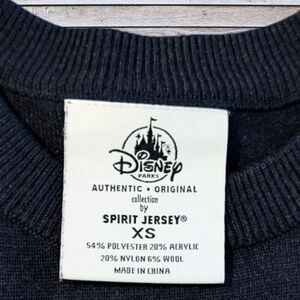 Disney
PARKS
AUTHENTIC • ORIGINAL
collection
by
SPIRIT JERSEY®
XS
54% POLYESTER 20% ACRYLIC
20% NYLON 6% WOOL
MADE IN CHINA